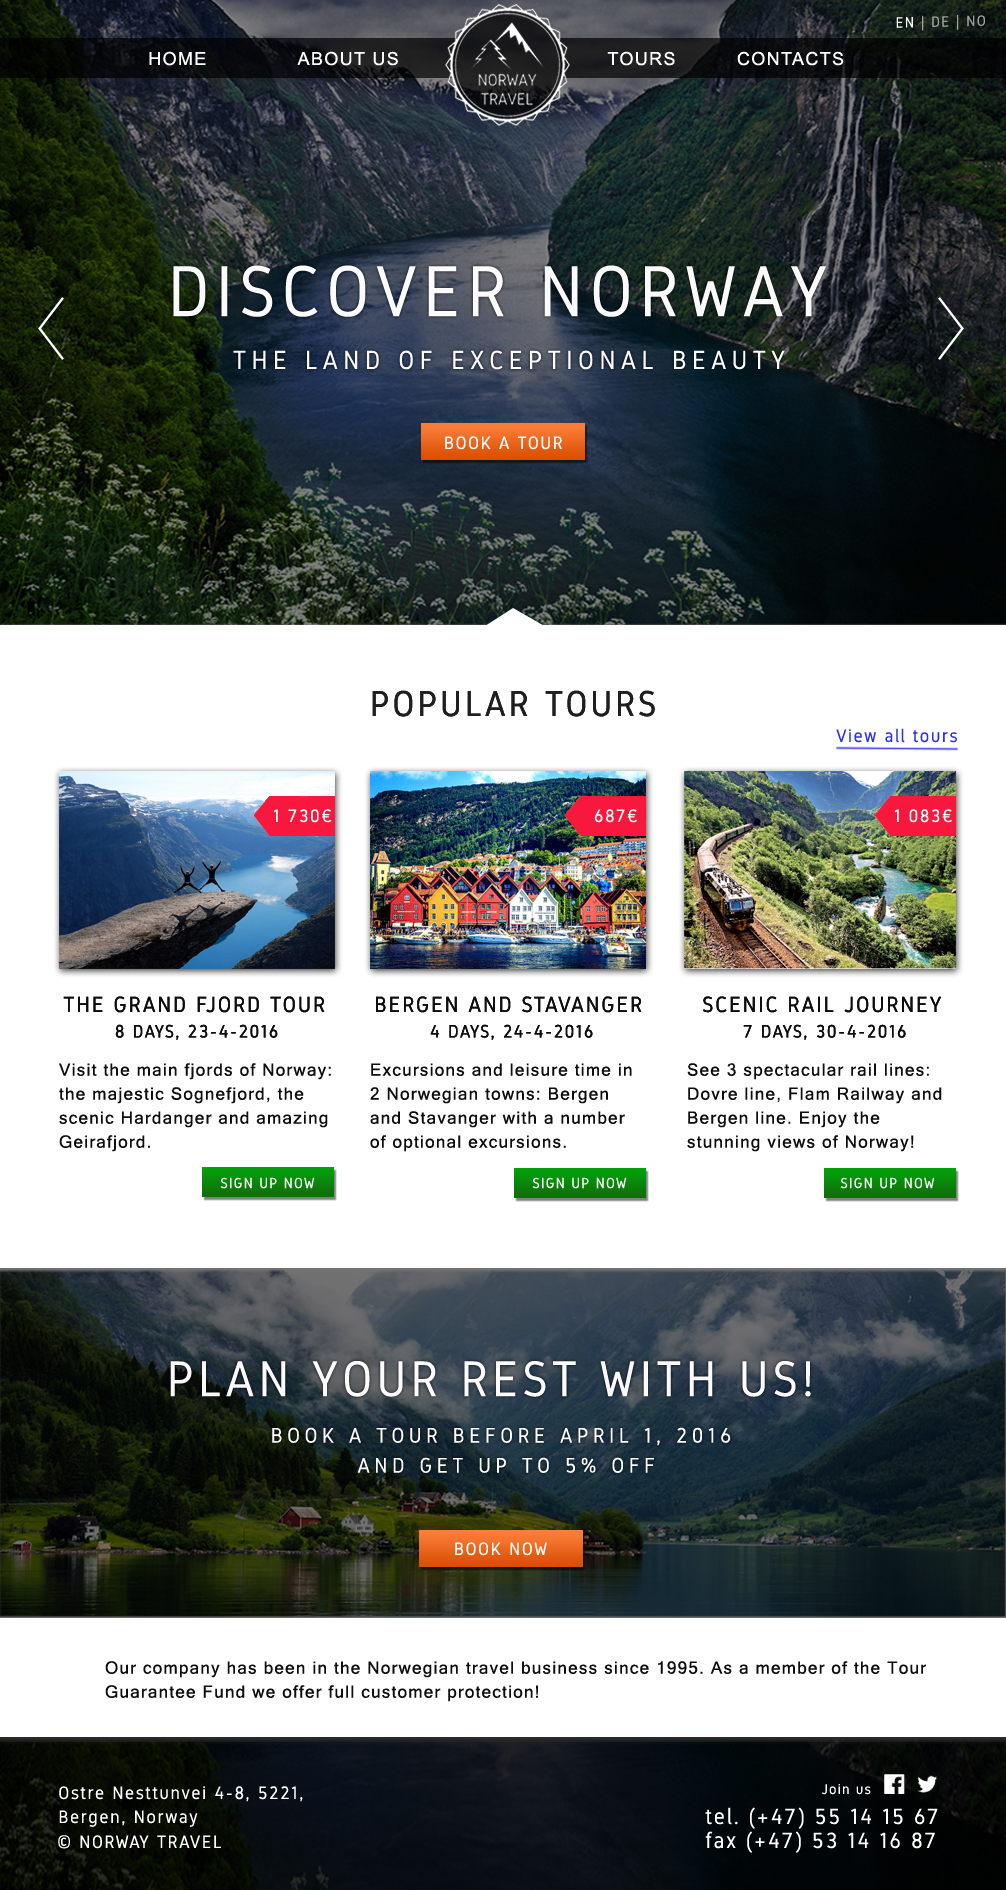 EN | DE | NO
HOME
ABOUT US
NORWAY
TRAVEL
TOURS
CONTACTS
DISCOVER NORWAY
THE LAND OF EXCEPTIONAL BEAUTY
BOOK A TOUR
POPULAR TOURS
View all tours
1 730€
THE GRAND FJORD TOUR
8 DAYS, 23-4-2016
Visit the main fjords of Norway:
the majestic Sognefjord, the
scenic Hardanger and amazing
Geirafjord.
SIGN UP NOW
687€
BERGEN AND STAVANGER
4 DAYS, 24-4-2016
Excursions and leisure time in
2 Norwegian towns: Bergen
and Stavanger with a number
of optional excursions.
SIGN UP NOW
1 083€
SCENIC RAIL JOURNEY
7 DAYS, 30-4-2016
See 3 spectacular rail lines:
Dovre line, Flam Railway and
Bergen line. Enjoy the
stunning views of Norway!
SIGN UP NOW
PLAN YOUR REST WITH US!
BOOK A TOUR BEFORE APRIL 1, 2016
AND GET UP TO 5% OFF
BOOK NOW
Our company has been in the Norwegian travel business since 1995. As a member of the Tour
Guarantee Fund we offer full customer protection!
Ostre Nesttunvei 4-8, 5221,
Bergen, Norway
© NORWAY TRAVEL
Join us
tel. (+47) 55 14 15 67
fax (+47) 53 14 16 87